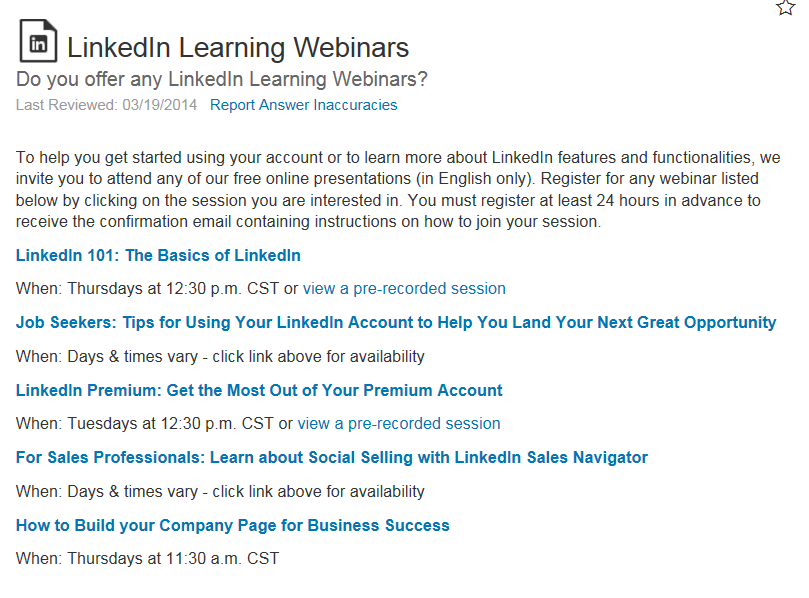 in
LinkedIn Learning Webinars
Do you offer any LinkedIn Learning Webinars?
Last Reviewed: 03/19/2014 Report Answer Inaccuracies
To help you get started using your account or to learn more about LinkedIn features and functionalities, we
invite you to attend any of our free online presentations (in English only). Register for any webinar listed
below by clicking on the session you are interested in. You must register at least 24 hours in advance to
receive the confirmation email containing instructions on how to join your session.
LinkedIn 101: The Basics of LinkedIn
When: Thursdays at 12:30 p.m. CST or view a pre-recorded session
Job Seekers: Tips for Using Your LinkedIn Account to Help You Land Your Next Great Opportunity
When: Days & times vary - click link above for availability
LinkedIn Premium: Get the Most Out of Your Premium Account
When: Tuesdays at 12:30 p.m. CST or view a pre-recorded session
For Sales Professionals: Learn about Social Selling with LinkedIn Sales Navigator
When: Days & times vary - click link above for availability
How to Build your Company Page for Business Success
When: Thursdays at 11:30 a.m. CST